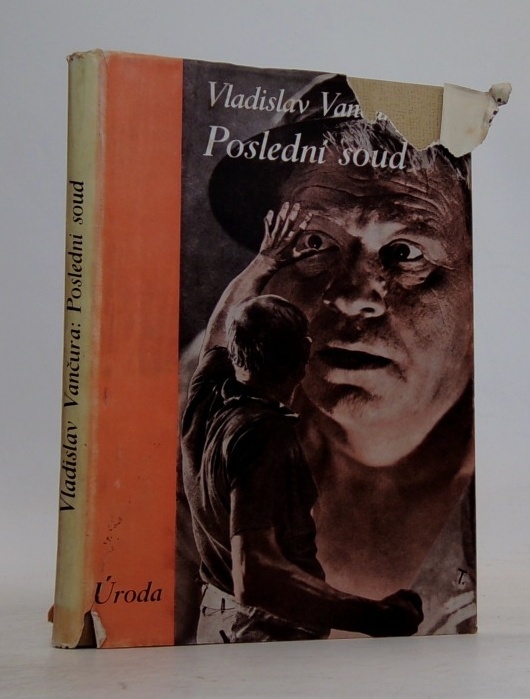 Vladislav Vančura: Poslední soud
Vladislav Van
Poslední soud
Úroda
T.